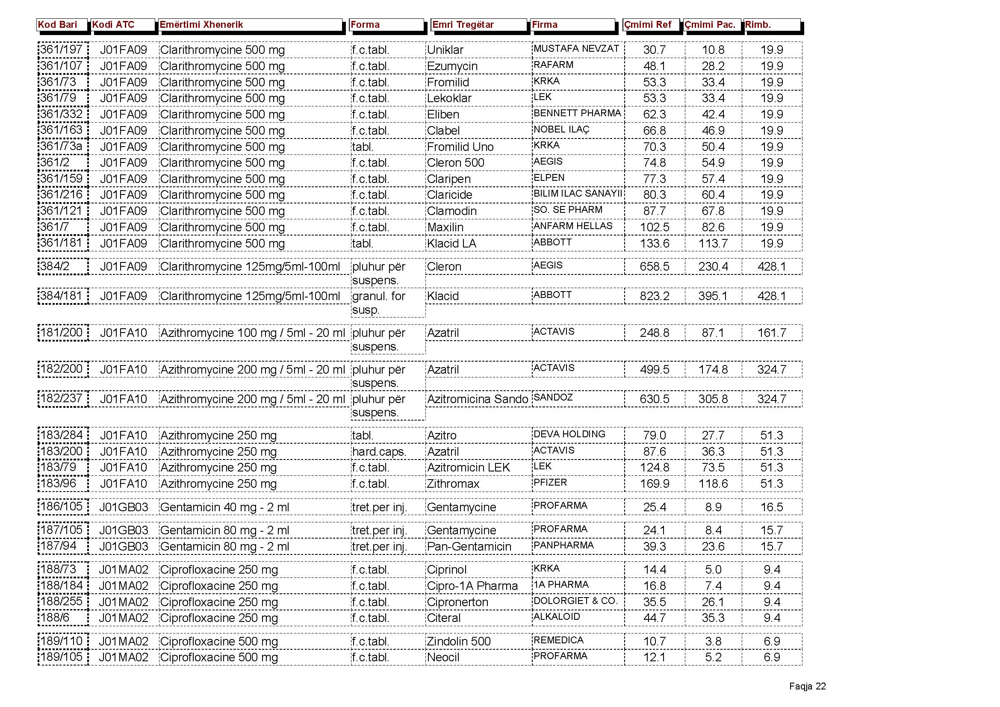 Kod Bari Kodi ATC Emërtimi Xhenerik Forma Emri Tregëtar Firma Çmimi Ref Çmimi Pac. Rimb.
361/197 J01FA09 Clarithromycine 500 mg f.c.tabl. Uniklar MUSTAFA NEVZAT 30.7 10.8 19.9
361/107 J01FA09 Clarithromycine 500 mg f.c.tabl. Ezumycin RAFARM 48.1 28.2 19.9
361/73 J01FA09 Clarithromycine 500 mg f.c.tabl. Fromilid KRKA 53.3 33.4 19.9
361/79 J01FA09 Clarithromycine 500 mg f.c.tabl. Lekoklar LEK 53.3 33.4 19.9
361/332 J01FA09 Clarithromycine 500 mg f.c.tabl. Eliben BENNETT PHARMA 62.3 42.4 19.9
361/163 J01FA09 Clarithromycine 500 mg f.c.tabl. Clabel NOBEL ILAÇ 66.8 46.9 19.9
361/73a J01FA09 Clarithromycine 500 mg tabl. Fromilid Uno KRKA 70.3 50.4 19.9
361/2 J01FA09 Clarithromycine 500 mg f.c.tabl. Cleron 500 AEGIS 74.8 54.9 19.9
361/159 J01FA09 Clarithromycine 500 mg f.c.tabl. Claripen ELPEN 77.3 57.4 19.9
361/216 J01FA09 Clarithromycine 500 mg f.c.tabl. Claricide BILIM ILAC SANAYII 80.3 60.4 19.9
361/121 J01FA09 Clarithromycine 500 mg f.c.tabl. Clamodin SO. SE PHARM 87.7 67.8 19.9
361/7 J01FA09 Clarithromycine 500 mg f.c.tabl. Maxilin ANFARM HELLAS 102.5 82.6 19.9
361/181 J01FA09 Clarithromycine 500 mg tabl. Klacid LA ABBOTT 133.6 113.7 19.9
384/2 J01FA09 Clarithromycine 125mg/5ml-100ml pluhur për Cleron AEGIS 658.5 230.4 428.1
suspens.
384/181 J01FA09 Clarithromycine 125mg/5ml-100ml granul. for Klacid ABBOTT 823.2 395.1 428.1
susp.
181/200 J01FA10 Azithromycine 100 mg / 5ml - 20 ml pluhur për Azatril ACTAVIS 248.8 87.1 161.7
suspens.
182/200 J01FA10 Azithromycine 200 mg / 5ml - 20 ml pluhur për Azatril ACTAVIS 499.5 174.8 324.7
suspens.
182/237 J01FA10 Azithromycine 200 mg / 5ml - 20 ml pluhur për Azitromicina Sando SANDOZ 630.5 305.8 324.7
suspens.
183/284 J01FA10 Azithromycine 250 mg tabl. Azitro DEVA HOLDING 79.0 27.7 51.3
183/200 J01FA10 Azithromycine 250 mg hard.caps. Azatril ACTAVIS 87.6 36.3 51.3
183/79 J01FA10 Azithromycine 250 mg f.c.tabl. Azitromicin LEK LEK 124.8 73.5 51.3
183/96 J01FA10 Azithromycine 250 mg f.c.tabl. Zithromax PFIZER 169.9 118.6 51.3
186/105 J01GB03 Gentamicin 40 mg - 2 ml tret.per inj. Gentamycine PROFARMA 25.4 8.9 16.5
187/105 J01GB03 Gentamicin 80 mg - 2 ml tret.per inj. Gentamycine PROFARMA 24.1 8.4 15.7
187/94 J01GB03 Gentamicin 80 mg - 2 ml tret.per inj. Pan-Gentamicin PANPHARMA 39.3 23.6 15.7
188/73 J01MA02 Ciprofloxacine 250 mg f.c.tabl. Ciprinol KRKA 14.4 5.0 9.4
188/184 J01MA02 Ciprofloxacine 250 mg f.c.tabl. Cipro-1A Pharma 1A PHARMA 16.8 7.4 9.4
188/255 J01MA02 Ciprofloxacine 250 mg f.c.tabl. Cipronerton DOLORGIET & CO. 35.5 26.1 9.4
188/6 J01MA02 Ciprofloxacine 250 mg f.c.tabl. Citeral ALKALOID 44.7 35.3 9.4
189/110 J01MA02 Ciprofloxacine 500 mg f.c.tabl. Zindolin 500 REMEDICA 10.7 3.8 6.9
189/105 J01MA02 Ciprofloxacine 500 mg f.c.tabl. Neocil PROFARMA 12.1 5.2 6.9
Faqja 22